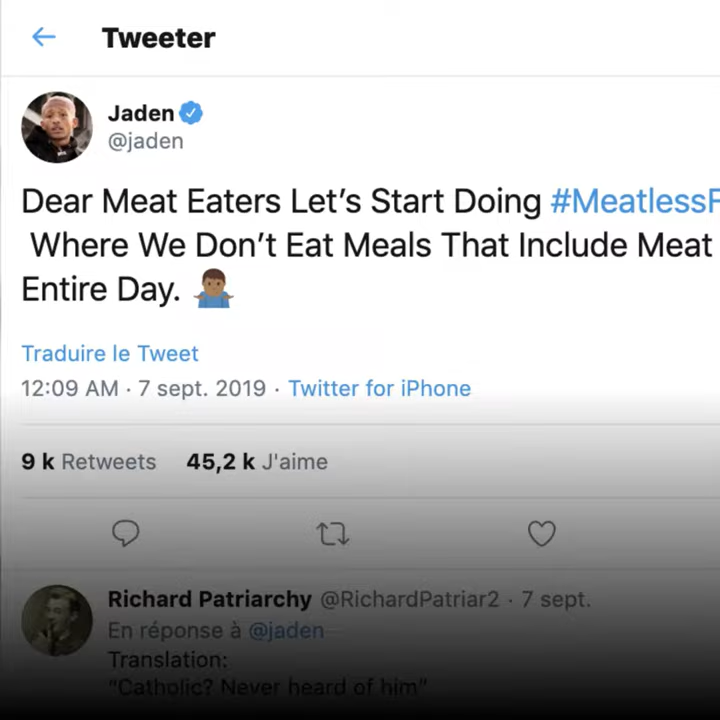 Tweeter
Jaden
@jaden
Dear Meat Eaters Let’s Start Doing #MeatlessF
Where We Don’t Eat Meals That Include Meat
Entire Day. 🤷🏾‍♂️
Traduire le Tweet
12:09 AM · 7 sept. 2019 · Twitter for iPhone
9 k Retweets 45,2 k J'aime
Richard Patriarchy @RichardPatriar2 · 7 sept.
En réponse à @jaden
Translation:
“Catholic? Never heard of him”